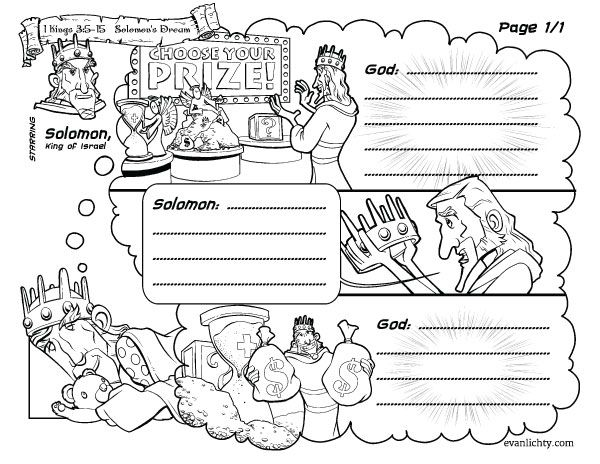 1 Kings 3:5-15 Solomon's Dream
Page 1/1
CHOOSE YOUR
PRIZE!
God:
?
$
STARRING
Solomon,
King of Israel
Solomon:
God:
$
$
evanlichty.com